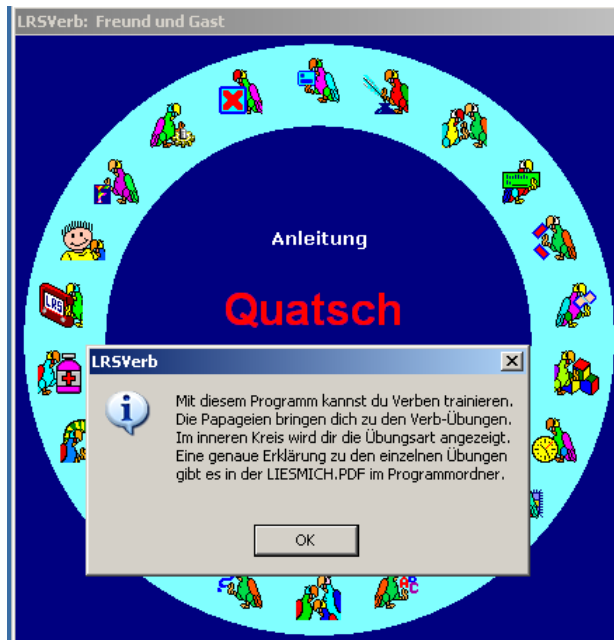 LRSVerb: Freund und Gast
Anleitung
Quatsch
LRSVerb
Mit diesem Programm kannst du Verben trainieren.
Die Papageien bringen dich zu den Verb-Übungen.
Im inneren Kreis wird dir die Übungsart angezeigt.
Eine genaue Erklärung zu den einzelnen Übungen
gibt es in der LIESMICH.PDF im Programmordner.
OK
LRS
A
B
C